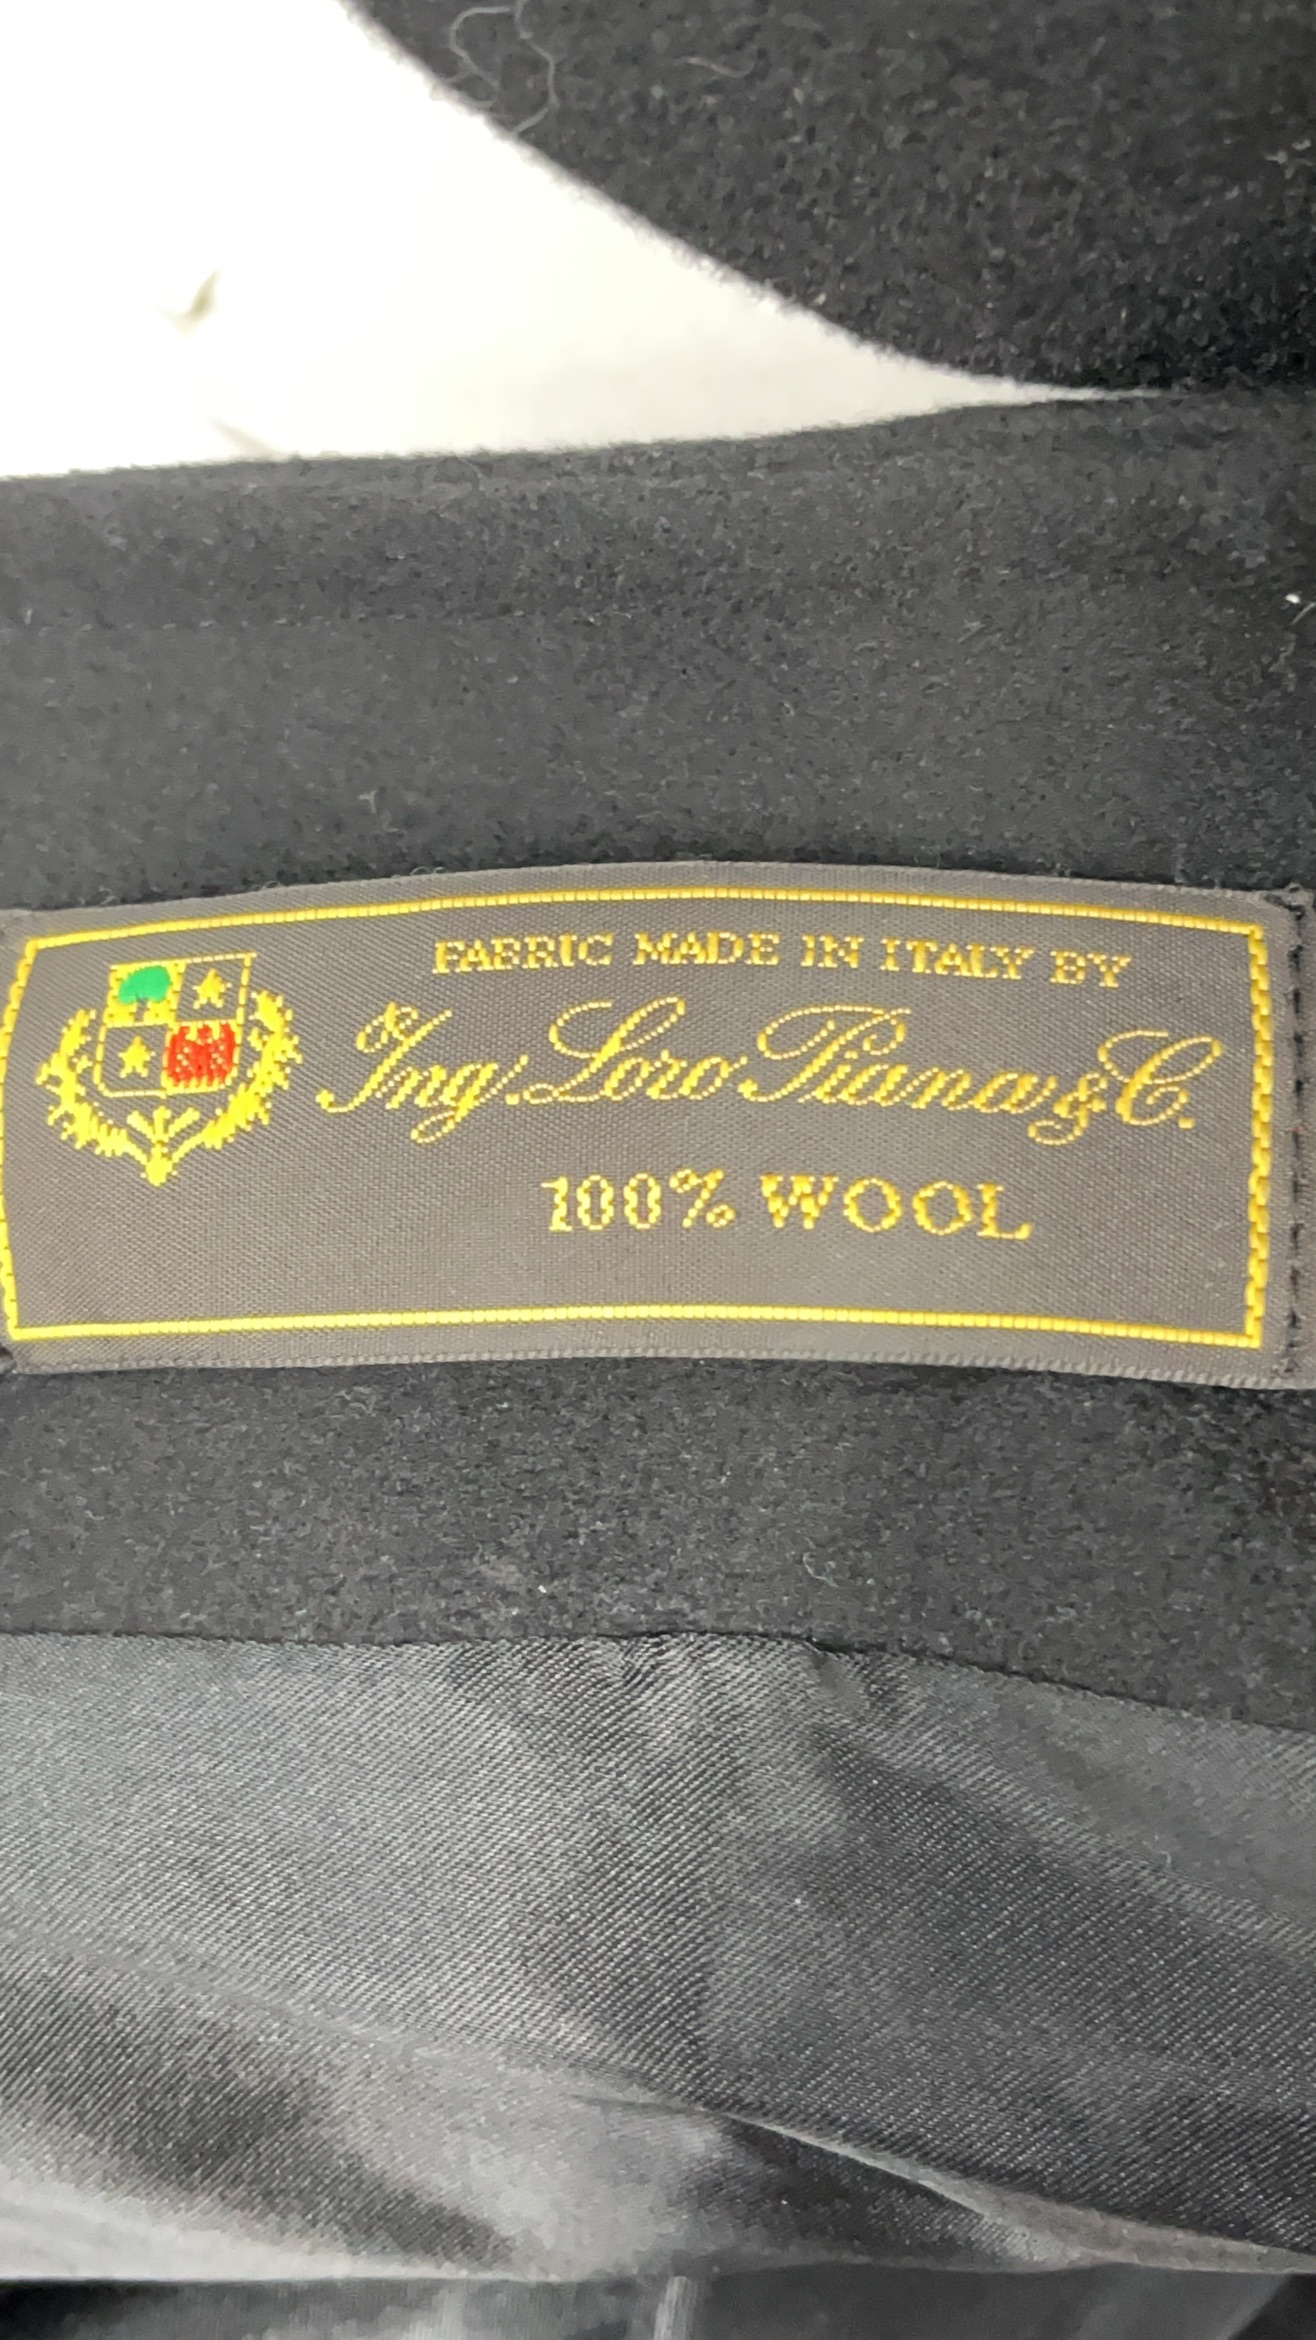 FABRIC MADE IN ITALY BY
Ing. Loro Piana & C.
100% WOOL